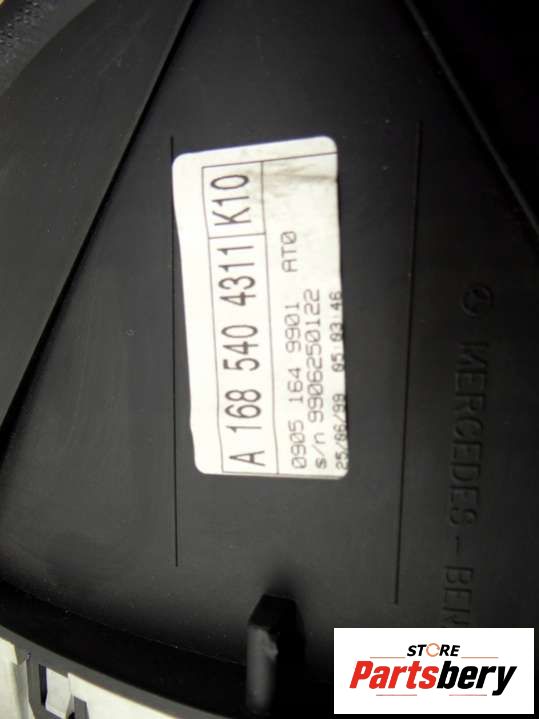 A 168 540 4311 K10
0905 164 9901 AT0
s/n 9906250122
25/06/99 05:03:46
MERCEDES-BEN
STORE
Partsbery